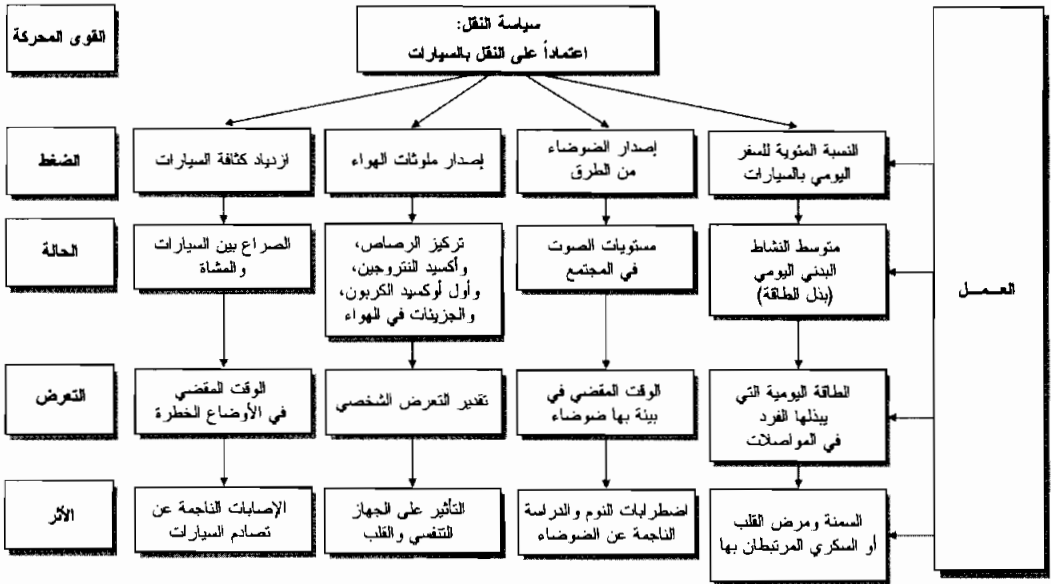 القوى المحركة
سياسة النقل:
اعتماداً على النقل بالسيارات
الضغط
النسبة المئوية للسفر
اليومي بالسيارات
إصدار الضوضاء
من الطرق
إصدار ملوثات الهواء
ازدياد كثافة السيارات
الحالة
متوسط النشاط
البدني اليومي
(بذل الطاقة)
مستويات الصوت
في المجتمع
تركيز الرصاص،
وأكسيد النتروجين،
وأول أوكسيد الكربون،
والجزيئات في الهواء
الصراع بين السيارات
والمشاة
التعرض
الطاقة اليومية التي
يبذلها الفرد
في المواصلات
الوقت المقضي في
بيئة بها ضوضاء
تقدير التعرض الشخصي
الوقت المقضي
في الأوضاع الخطرة
الأثر
السمنة ومرض القلب
أو السكري المرتبطان بها
اضطرابات النوم والدراسة
الناجمة عن الضوضاء
التأثير على الجهاز
التنفسي والقلب
الإصابات الناجمة عن
تصادم السيارات
العـــمـــل